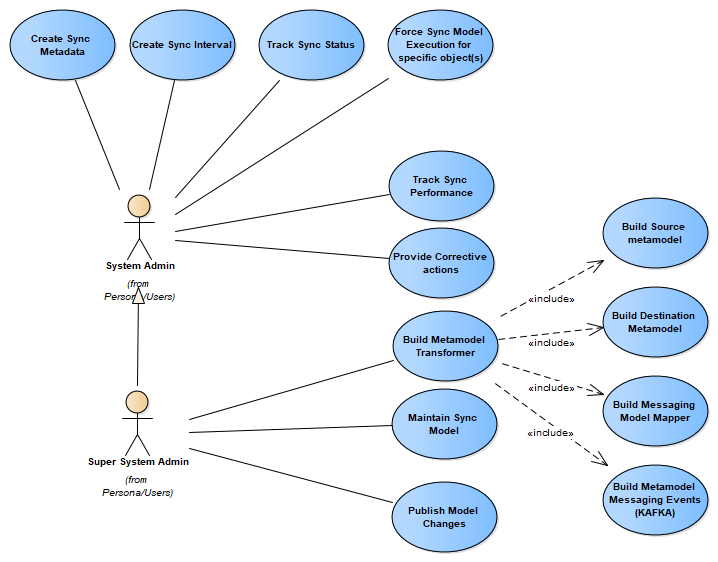 Create Sync
Metadata
Create Sync Interval
Track Sync Status
Force Sync Model
Execution for
specific object(s)
Track Sync
Performance
Provide Corrective
actions
System Admin
(from
Persona/Users)
Build Source
metamodel
Build Destination
Metamodel
Build Metamodel
Transformer
«include»
«include»
«include»
«include»
Build Messaging
Model Mapper
Maintain Sync
Model
Super System Admin
(from
Persona/Users)
Build Metamodel
Messaging Events
(KAFKA)
Publish Model
Changes